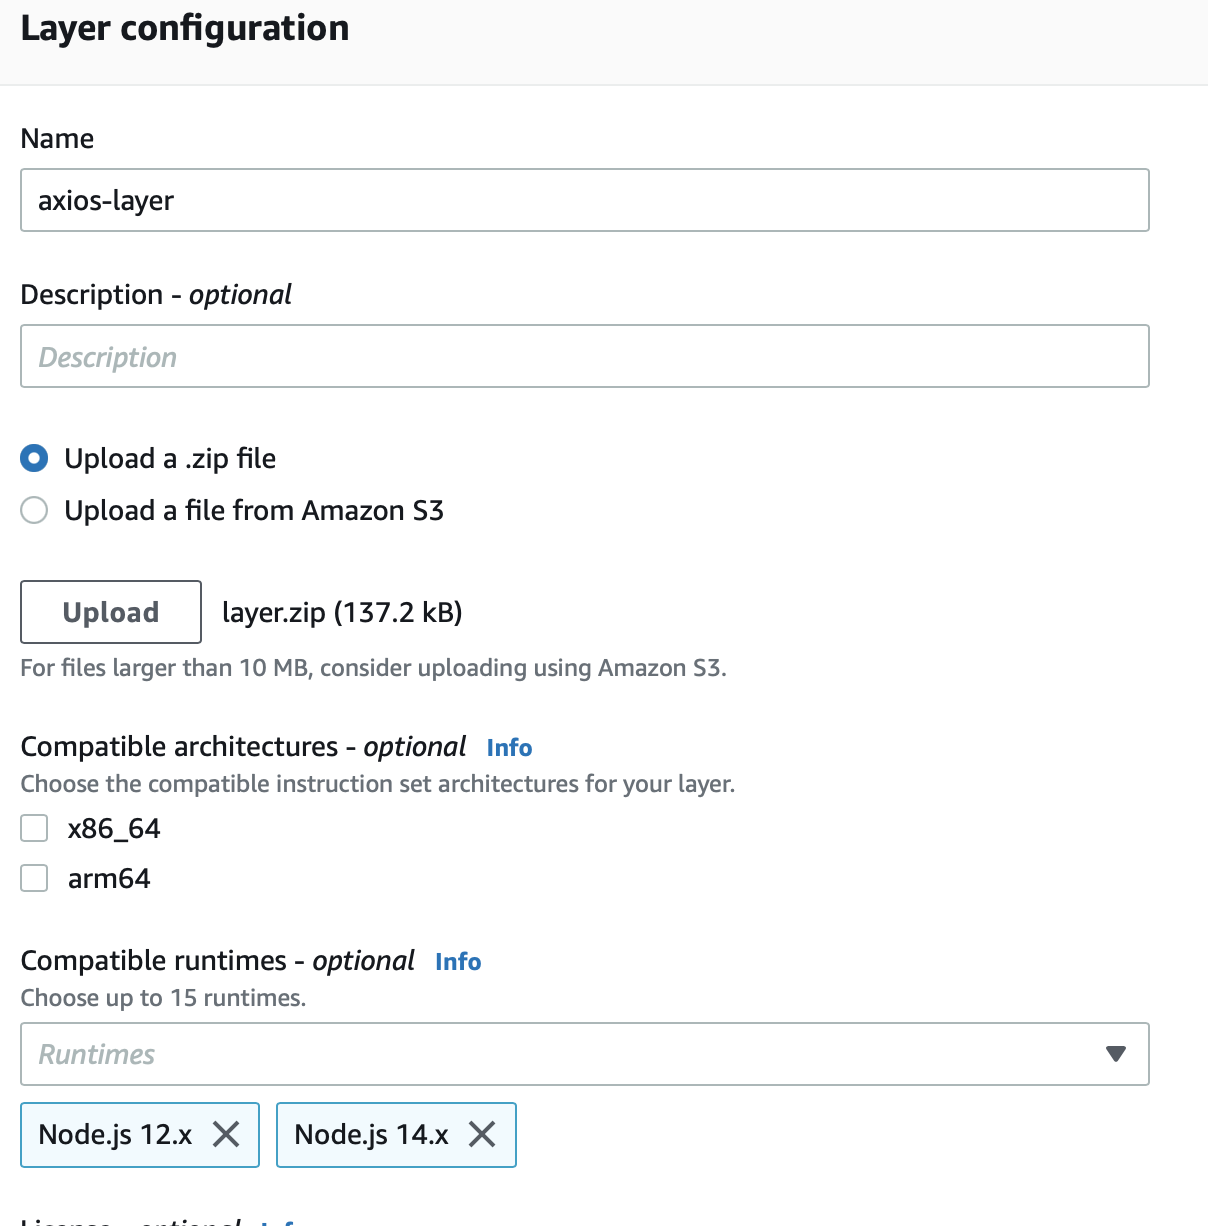 Layer configuration
Name
axios-layer
Description - optional
Description
Upload a .zip file
Upload a file from Amazon S3
Upload layer.zip (137.2 kB)
For files larger than 10 MB, consider uploading using Amazon S3.
Compatible architectures - optional Info
Choose the compatible instruction set architectures for your layer.
x86_64
arm64
Compatible runtimes - optional Info
Choose up to 15 runtimes.
Runtimes
Node.js 12.x Node.js 14.x
License - optional Info